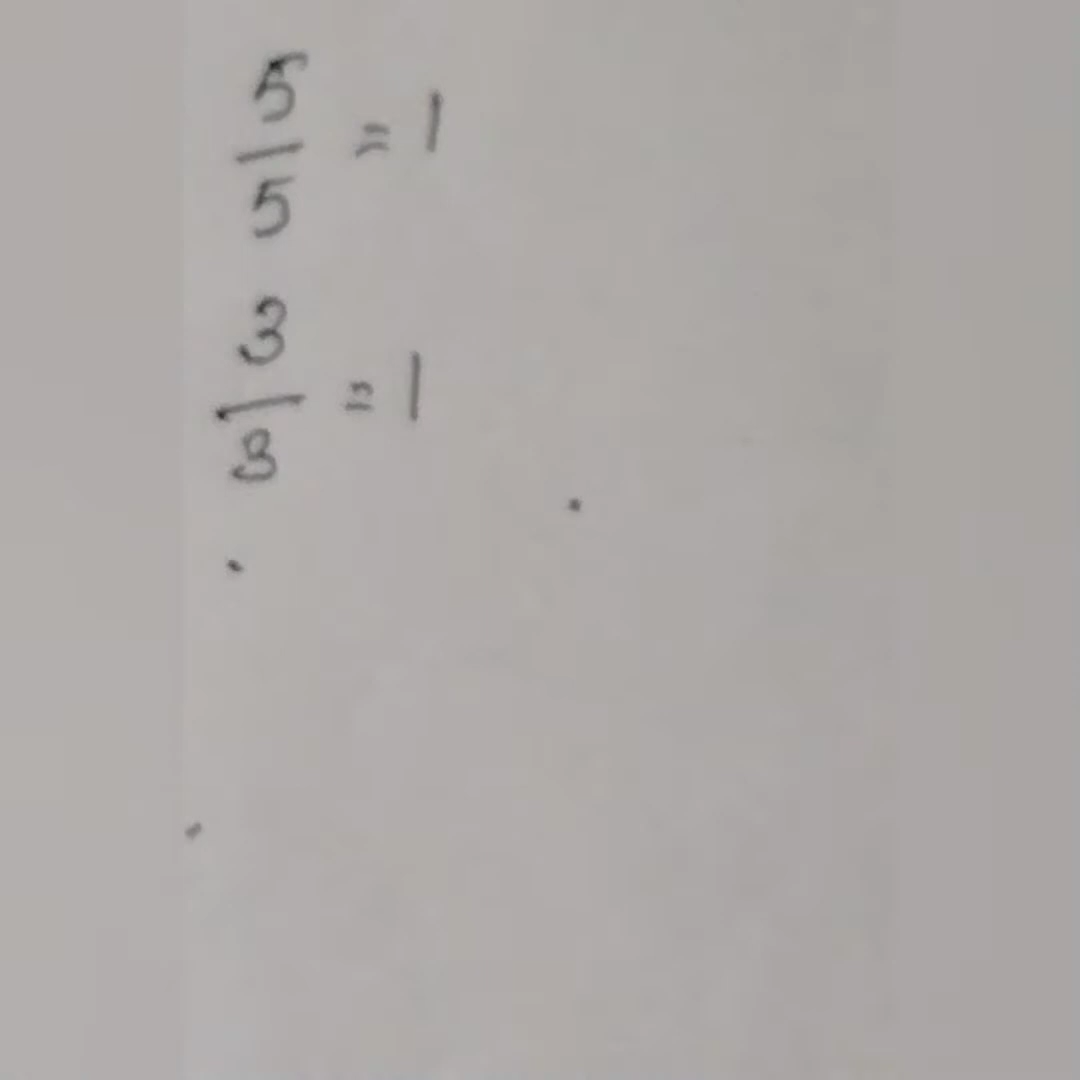 5/5 = 1
3/3 = 1